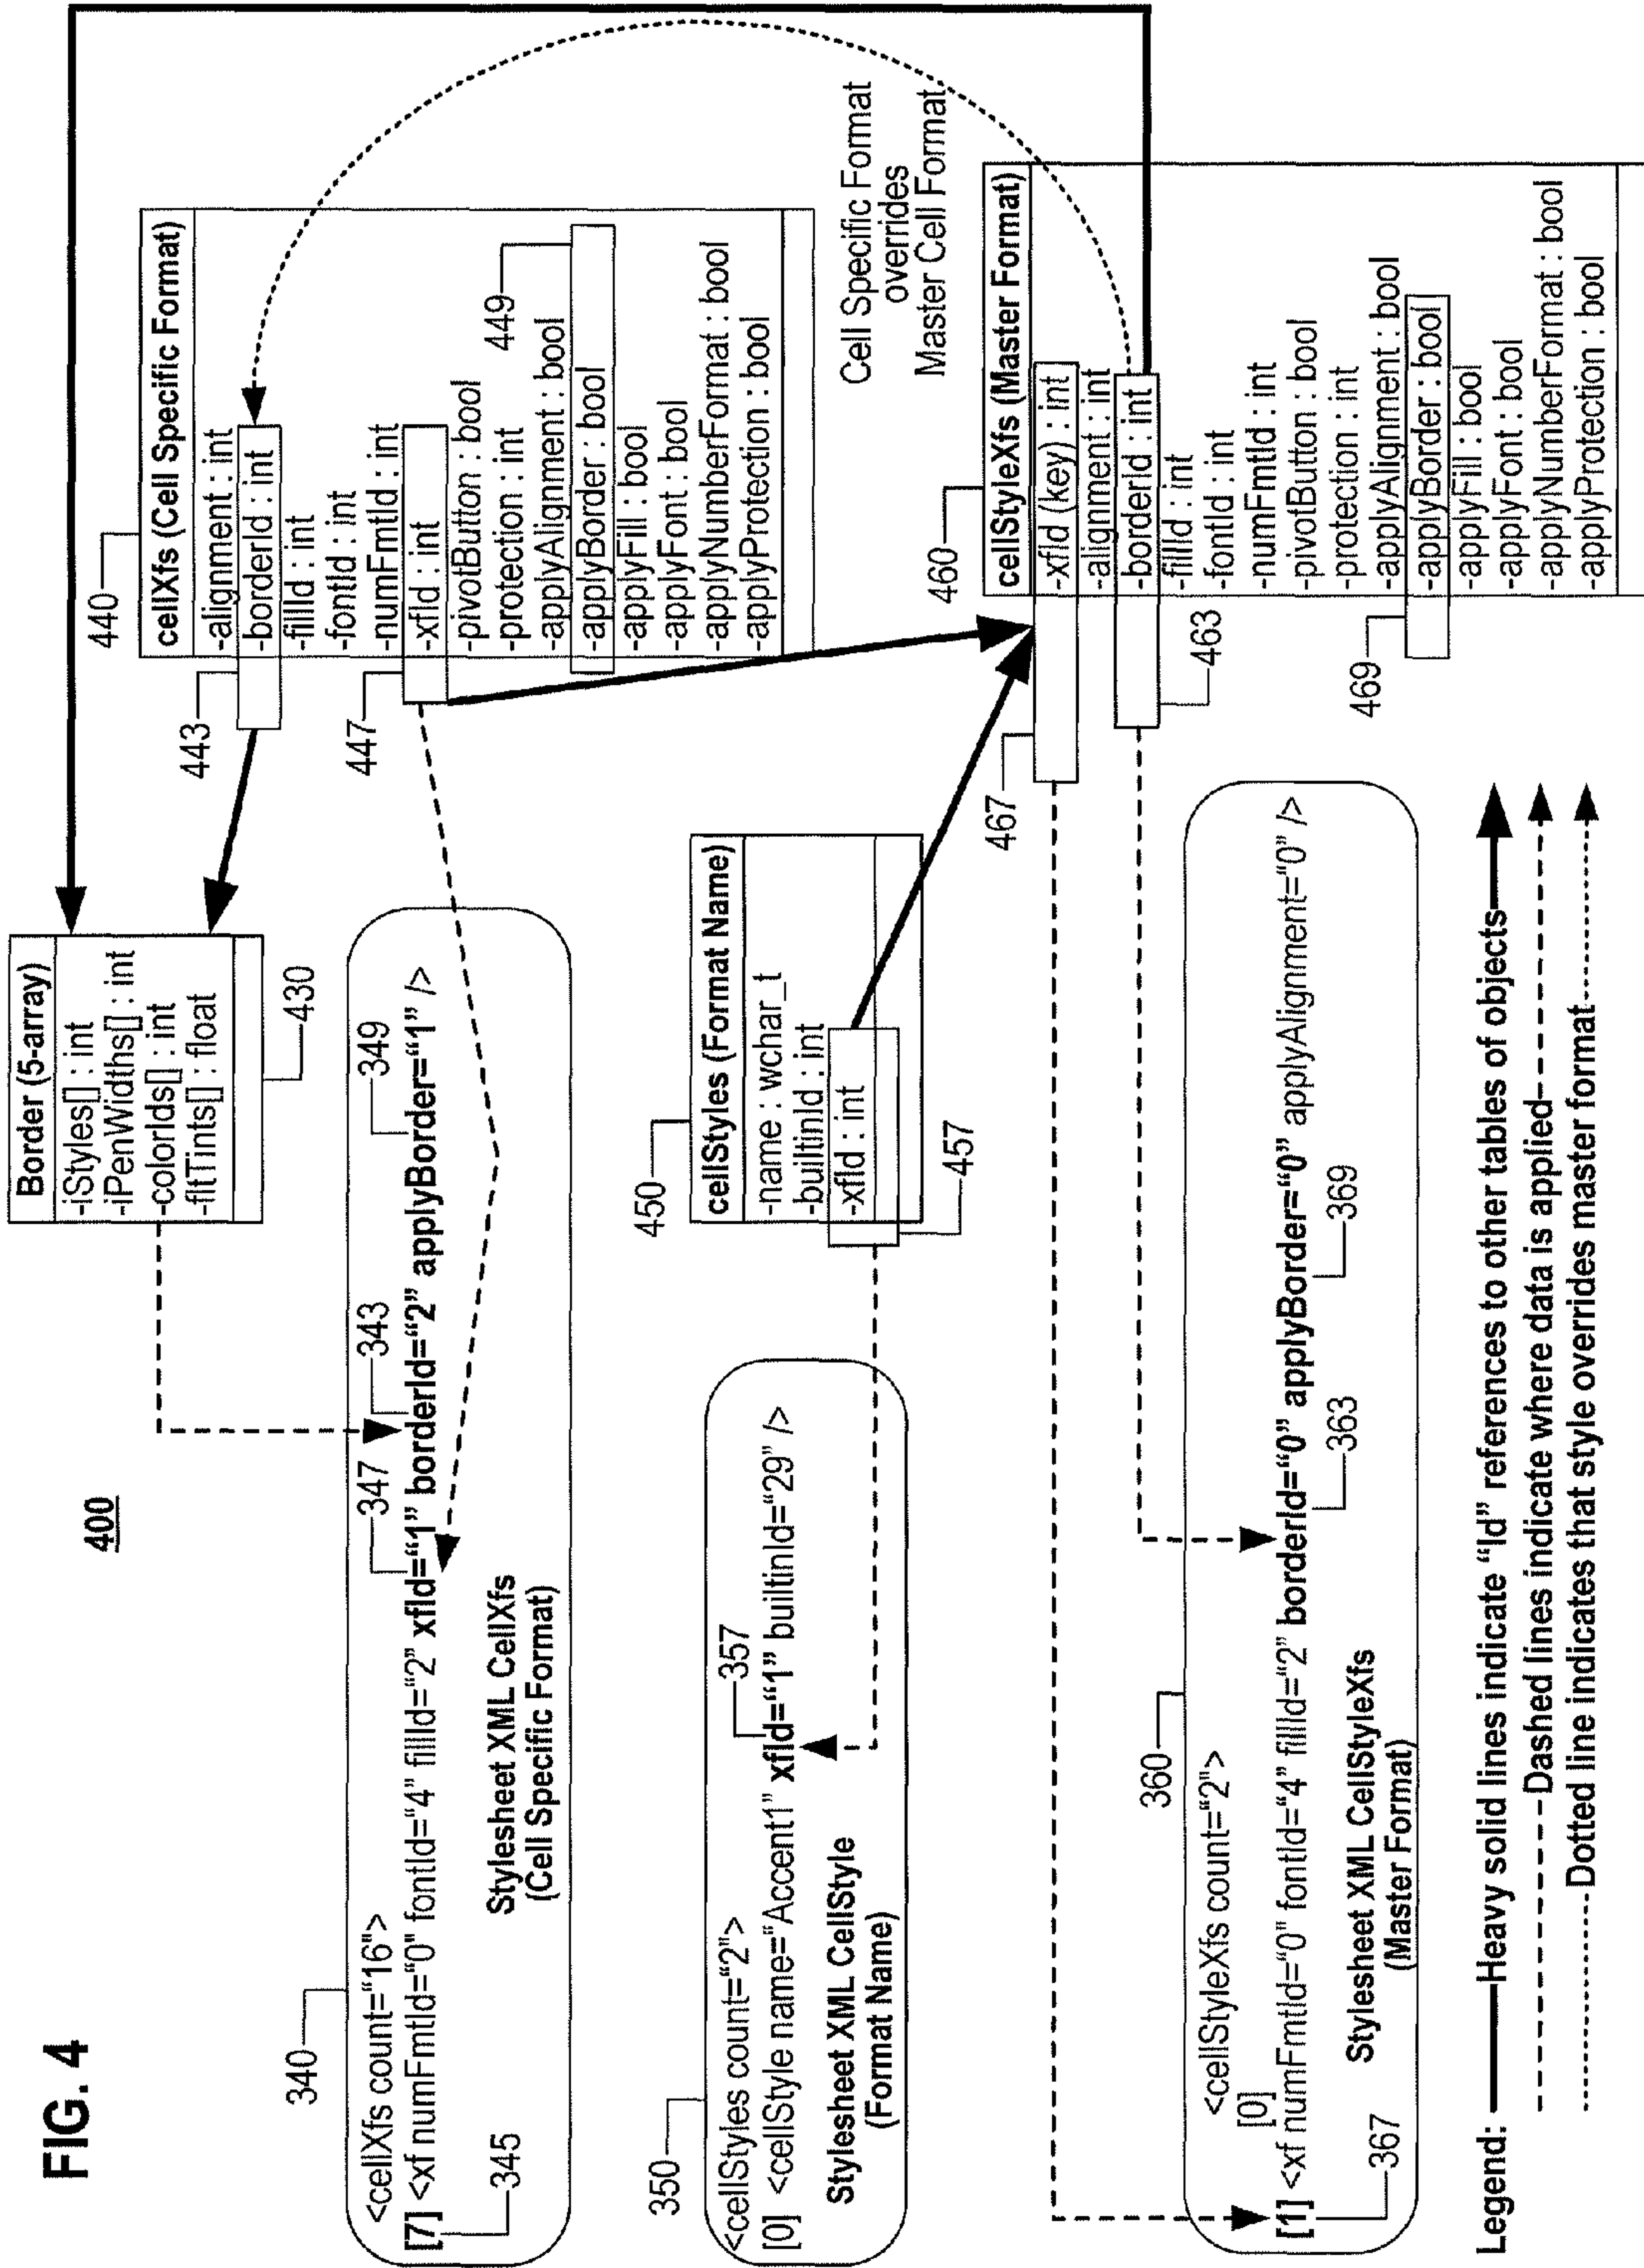 FIG. 4
400
Border (5-array)
-iStyles[] : int
-iPenWidths[] : int
-colorIds[] : int
-fltTints[] : float
430
340
<cellXfs count="16">
[7] <xf numFmtId="0" fontId="4" fillId="2" xfId="1" borderId="2" applyBorder="1" />
345
347
343
349
Stylesheet XML CellXfs
(Cell Specific Format)
440
cellXfs (Cell Specific Format)
-alignment : int
-borderId : int
-fillId : int
-fontId : int
-numFmtId : int
-xfId : int
-pivotButton : bool
-protection : int
-applyAlignment : bool
-applyBorder : bool
-applyFill : bool
-applyFont : bool
-applyNumberFormat : bool
-applyProtection : bool
443
447
449
350
<cellStyles count="2">
[0] <cellStyle name="Accent1" xfId="1" builtinId="29" />
357
Stylesheet XML CellStyle
(Format Name)
450
cellStyles (Format Name)
-name : wchar_t
-builtinId : int
-xfId : int
457
Cell Specific Format
overrides
Master Cell Format
460
cellStyleXfs (Master Format)
-xfId (key) : int
-alignment : int
-borderId : int
-fillId : int
-fontId : int
-numFmtId : int
-pivotButton : bool
-protection : int
-applyAlignment : bool
-applyBorder : bool
-applyFill : bool
-applyFont : bool
-applyNumberFormat : bool
-applyProtection : bool
467
463
469
360
<cellStyleXfs count="2">
[0]
[1] <xf numFmtId="0" fontId="4" fillId="2" borderId="0" applyBorder="0" applyAlignment="0" />
367
363
369
Stylesheet XML CellStyleXfs
(Master Format)
Legend:
Heavy solid lines indicate "Id" references to other tables of objects
Dashed lines indicate where data is applied
Dotted line indicates that style overrides master format